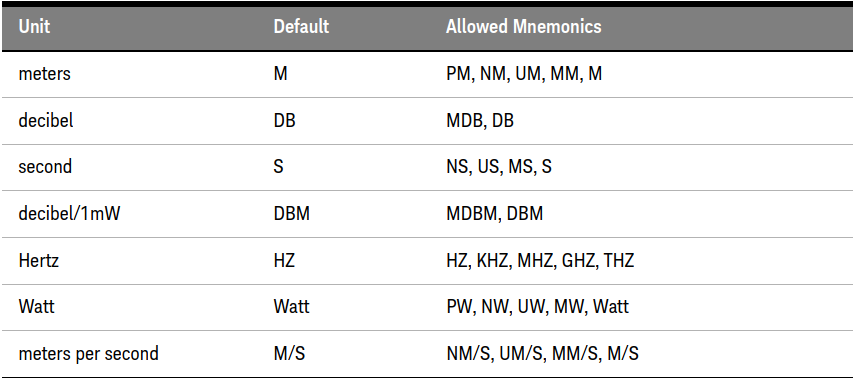 Unit Default Allowed Mnemonics
meters M PM, NM, UM, MM, M
decibel DB MDB, DB
second S NS, US, MS, S
decibel/1mW DBM MDBM, DBM
Hertz HZ HZ, KHZ, MHZ, GHZ, THZ
Watt Watt PW, NW, UW, MW, Watt
meters per second M/S NM/S, UM/S, MM/S, M/S